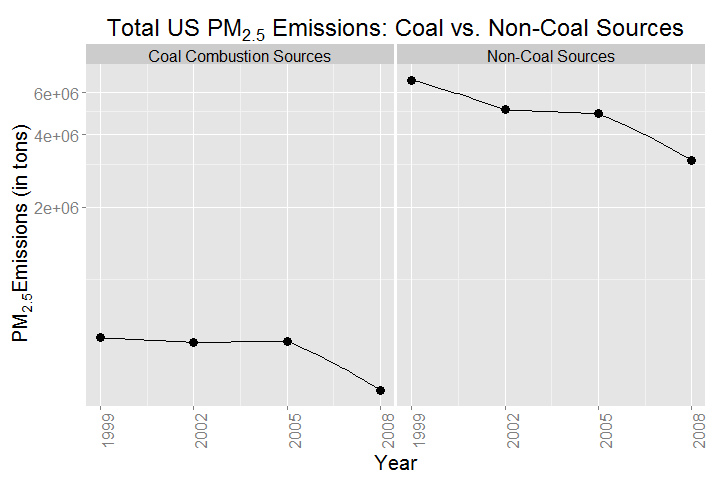 Total US PM2.5 Emissions: Coal vs. Non-Coal Sources
Coal Combustion Sources
Non-Coal Sources
6e+06
4e+06
2e+06
PM2.5Emissions (in tons)
1999
2002
2005
2008
1999
2002
2005
2008
Year